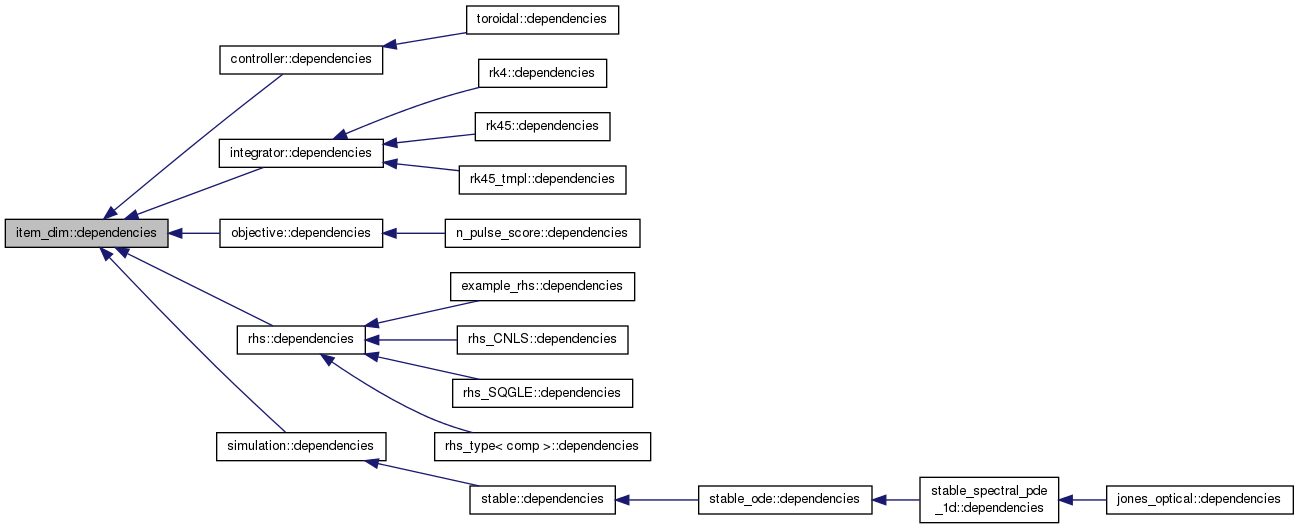 toroidal::dependencies
controller::dependencies
rk4::dependencies
rk45::dependencies
integrator::dependencies
rk45_tmpl::dependencies
item_dim::dependencies
objective::dependencies
n_pulse_score::dependencies
example_rhs::dependencies
rhs::dependencies
rhs_CNLS::dependencies
rhs_SQGLE::dependencies
simulation::dependencies
rhs_type< comp >::dependencies
stable::dependencies
stable_ode::dependencies
stable_spectral_pde
_1d::dependencies
jones_optical::dependencies